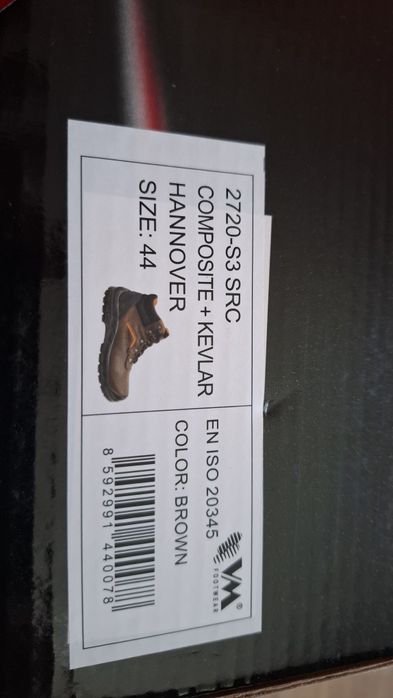 2720-S3 SRC
COMPOSITE + KEVLAR
HANNOVER
SIZE: 44
VM®
FOOTWEAR
EN ISO 20345
COLOR: BROWN
8 592991 440078